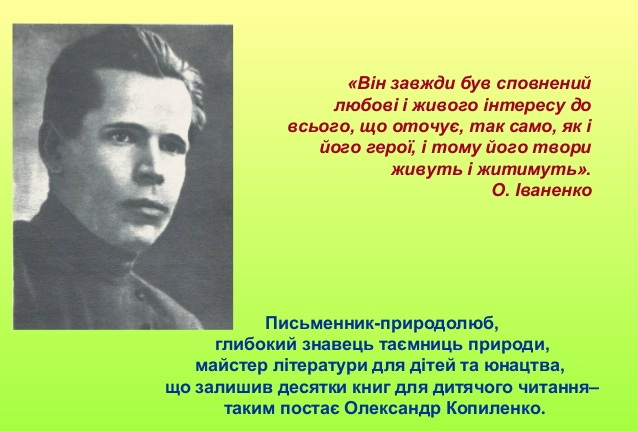 «Він завжди був сповнений
любові і живого інтересу до
всього, що оточує, так само, як і
його герої, і тому його твори
живуть і житимуть».
О. Іваненко
Письменник-природолюб,
глибокий знавець таємниць природи,
майстер літератури для дітей та юнацтва,
що залишив десятки книг для дитячого читання–
таким постає Олександр Копиленко.